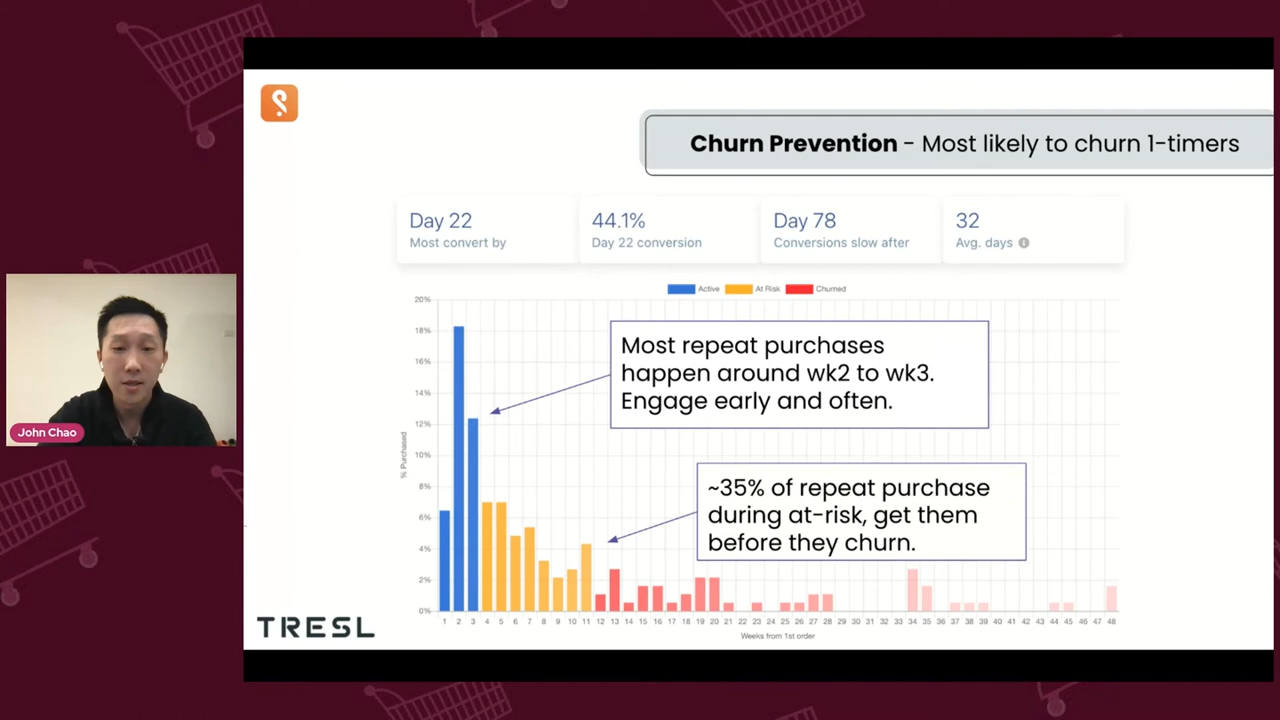 Churn Prevention - Most likely to churn 1-timers
Day 22
Most convert by
44.1%
Day 22 conversion
Day 78
Conversions slow after
32
Avg. days
Active
At Risk
Churned
20%
18%
16%
14%
12%
10%
8%
6%
4%
2%
0%
% Purchased
Most repeat purchases
happen around wk2 to wk3.
Engage early and often.
~35% of repeat purchase
during at-risk, get them
before they churn.
1 2 3 4 5 6 7 8 9 10 11 12 13 14 15 16 17 18 19 20 21 22 23 24 25 26 27 28 29 30 31 32 33 34 35 36 37 38 39 40 41 42 43 44 45 46 47 48
Weeks from 1st order
TRESL
John Chao